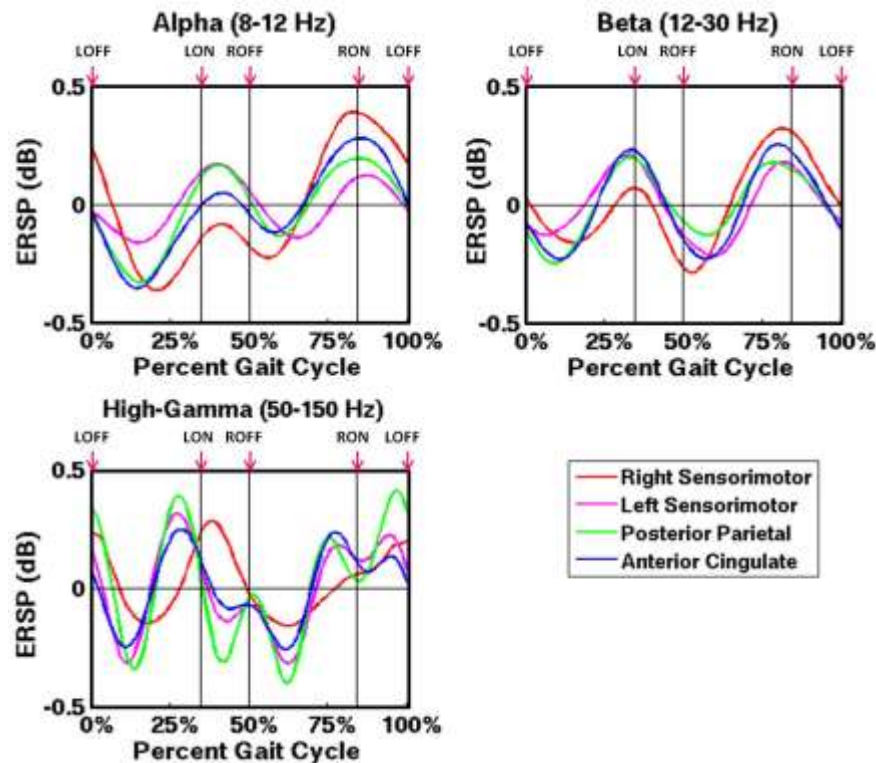 Alpha (8-12 Hz)
LOFF LON ROFF RON LOFF
0.5
0
-0.5
ERSP (dB)
0% 25% 50% 75% 100%
Percent Gait Cycle
Beta (12-30 Hz)
LOFF LON ROFF RON LOFF
0.5
0
-0.5
ERSP (dB)
0% 25% 50% 75% 100%
Percent Gait Cycle
High-Gamma (50-150 Hz)
LOFF LON ROFF RON LOFF
0.5
0
-0.5
ERSP (dB)
0% 25% 50% 75% 100%
Percent Gait Cycle
Right Sensorimotor
Left Sensorimotor
Posterior Parietal
Anterior Cingulate